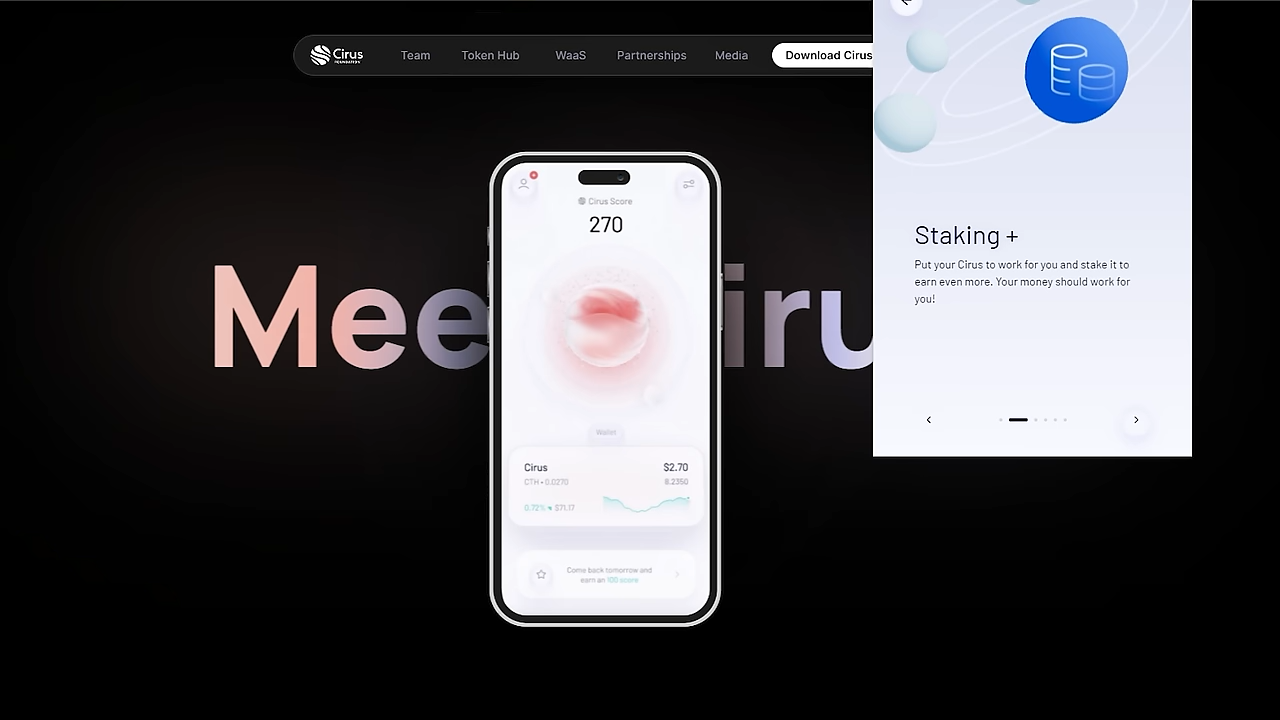 Cirus
FOUNDATION
Team
Token Hub
WaaS
Partnerships
Media
Download Cirus
Mee
iru
Cirus Score
270
Wallet
Cirus
$2.70
CTH • 0.0270
8.2350
0.72% $71.17
Come back tomorrow and
earn an 100 score
Staking +
Put your Cirus to work for you and stake it to
earn even more. Your money should work for
you!